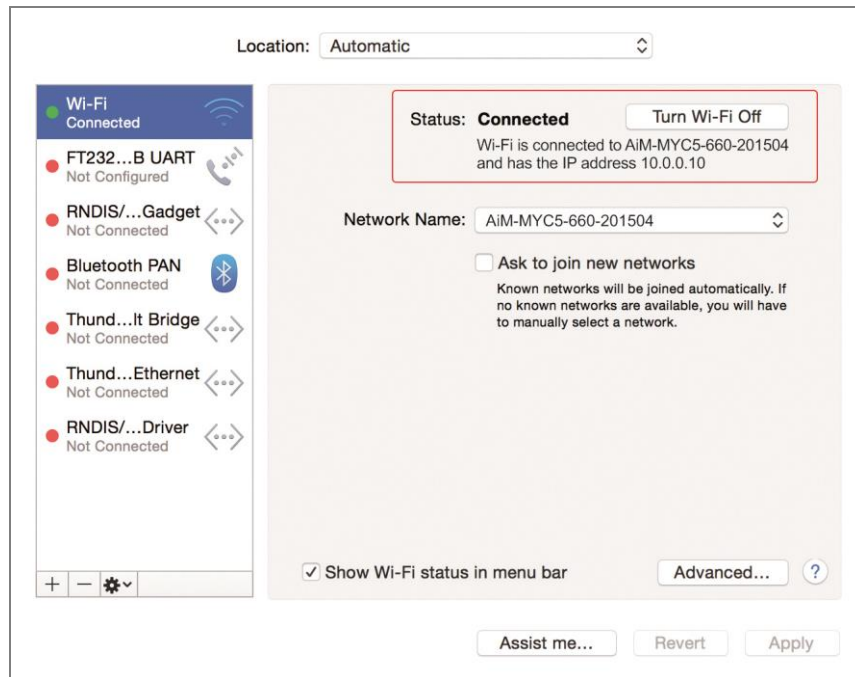 Location: Automatic
Wi-Fi
Connected
FT232...B UART
Not Configured
RNDIS/...Gadget
Not Connected
Bluetooth PAN
Not Connected
Thund...lt Bridge
Not Connected
Thund...Ethernet
Not Connected
RNDIS/...Driver
Not Connected
Status: Connected Turn Wi-Fi Off
Wi-Fi is connected to AiM-MYC5-660-201504
and has the IP address 10.0.0.10
Network Name: AiM-MYC5-660-201504
Ask to join new networks
Known networks will be joined automatically. If
no known networks are available, you will have
to manually select a network.
Show Wi-Fi status in menu bar Advanced... ?
Assist me... Revert Apply